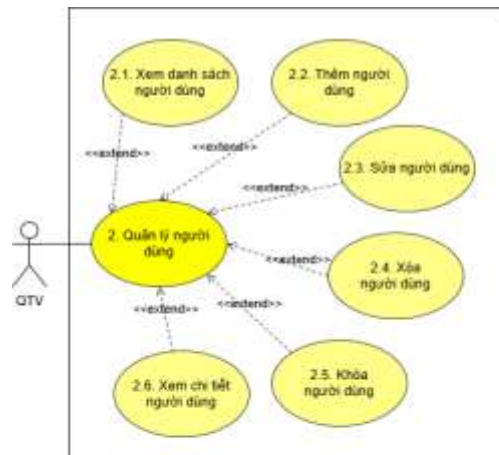 2.1. Xem danh sách
người dùng
2.2. Thêm người
dùng
<<extend>>
<<extend>>
2.3. Sửa người dùng
<<extend>>
2. Quản lý người
dùng
<<extend>>
2.4. Xóa
người dùng
QTV
<<extend>>
<<extend>>
2.6. Xem chi tiết
người dùng
2.5. Khóa
người dùng